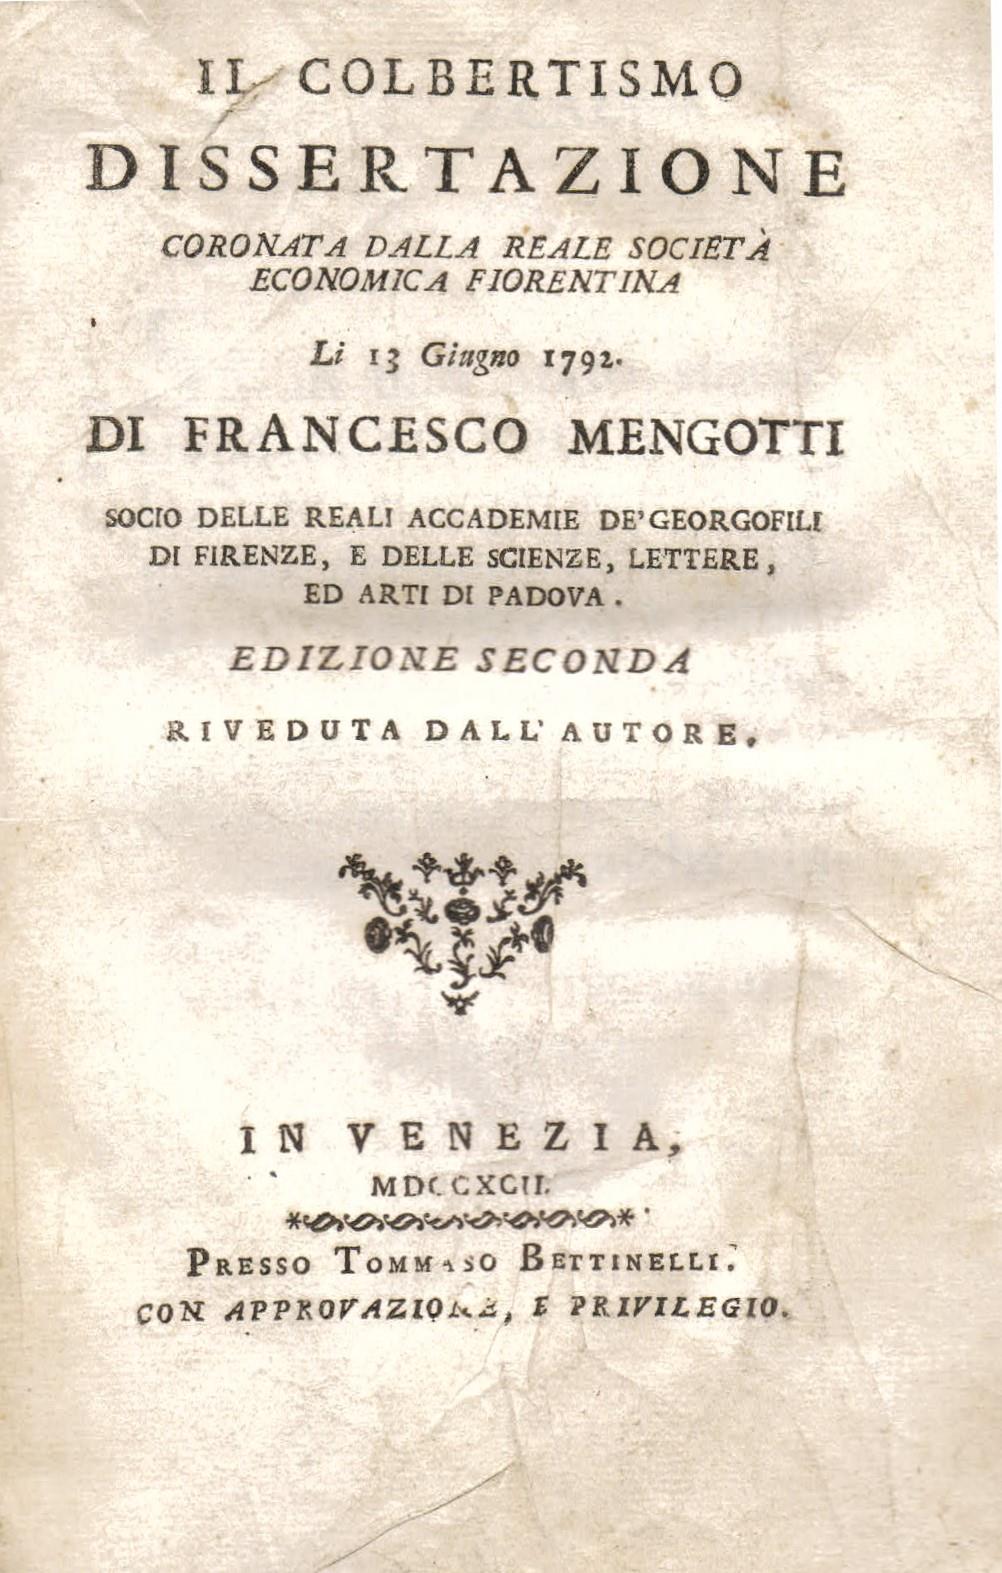 IL COLBERTISMO
DISSERTAZIONE
CORONATA DALLA REALE SOCIETÀ
ECONOMICA FIORENTINA
Li 13 Giugno 1792.
DI FRANCESCO MENGOTTI
SOCIO DELLE REALI ACCADEMIE DE' GEORGOFILI
DI FIRENZE, E DELLE SCIENZE, LETTERE,
ED ARTI DI PADOVA.
EDIZIONE SECONDA
RIVEDUTA DALL' AUTORE.
IN VENEZIA,
MDCCXCII.
PRESSO TOMMASO BETTINELLI.
CON APPROVAZIONE, E PRIVILEGIO.